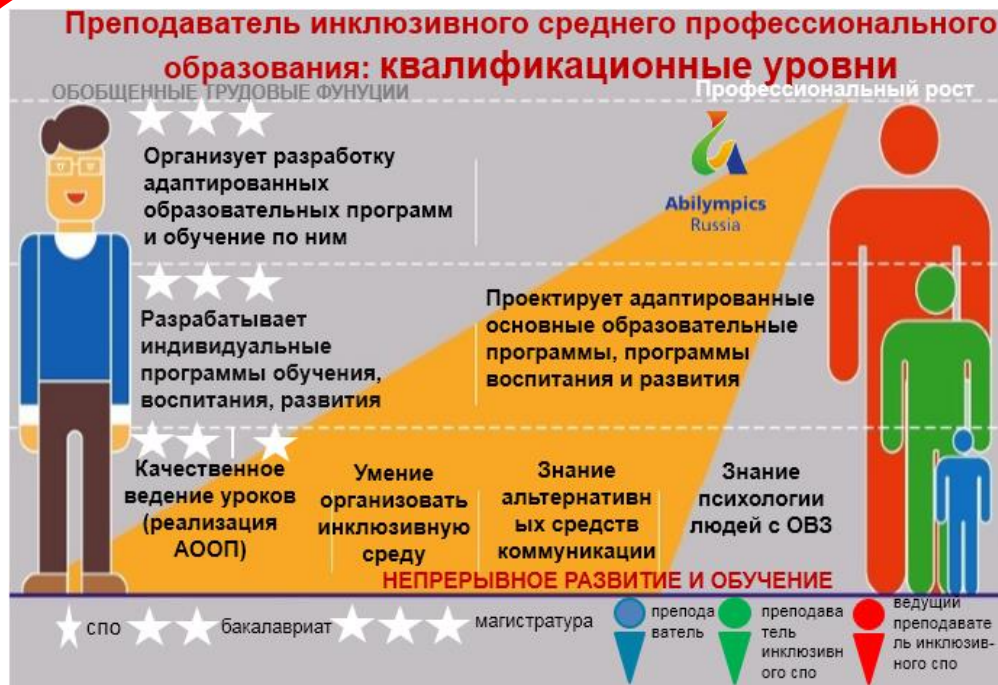 Преподаватель инклюзивного среднего профессионального
образования: квалификационные уровни
ОБОБЩЕННЫЕ ТРУДОВЫЕ ФУНУЦИИ
Профессиональный рост
Организует разработку
адаптированных
образовательных программ
и обучение по ним
Abilympics
Russia
Разрабатывает
индивидуальные
программы обучения,
воспитания, развития
Проектирует адаптированные
основные образовательные
программы, программы
воспитания и развития
Качественное
ведение уроков
(реализация
АООП)
Умение
организовать
инклюзивную
среду
Знание
альтернативн
ых средств
коммуникации
Знание
психологии
людей с ОВЗ
НЕПРЕРЫВНОЕ РАЗВИТИЕ И ОБУЧЕНИЕ
спо
бакалавриат
магистратура
препода
ватель
преподава
тель
инклюзивн
ого спо
ведущий
преподавате
ль инклюзив-
ного спо